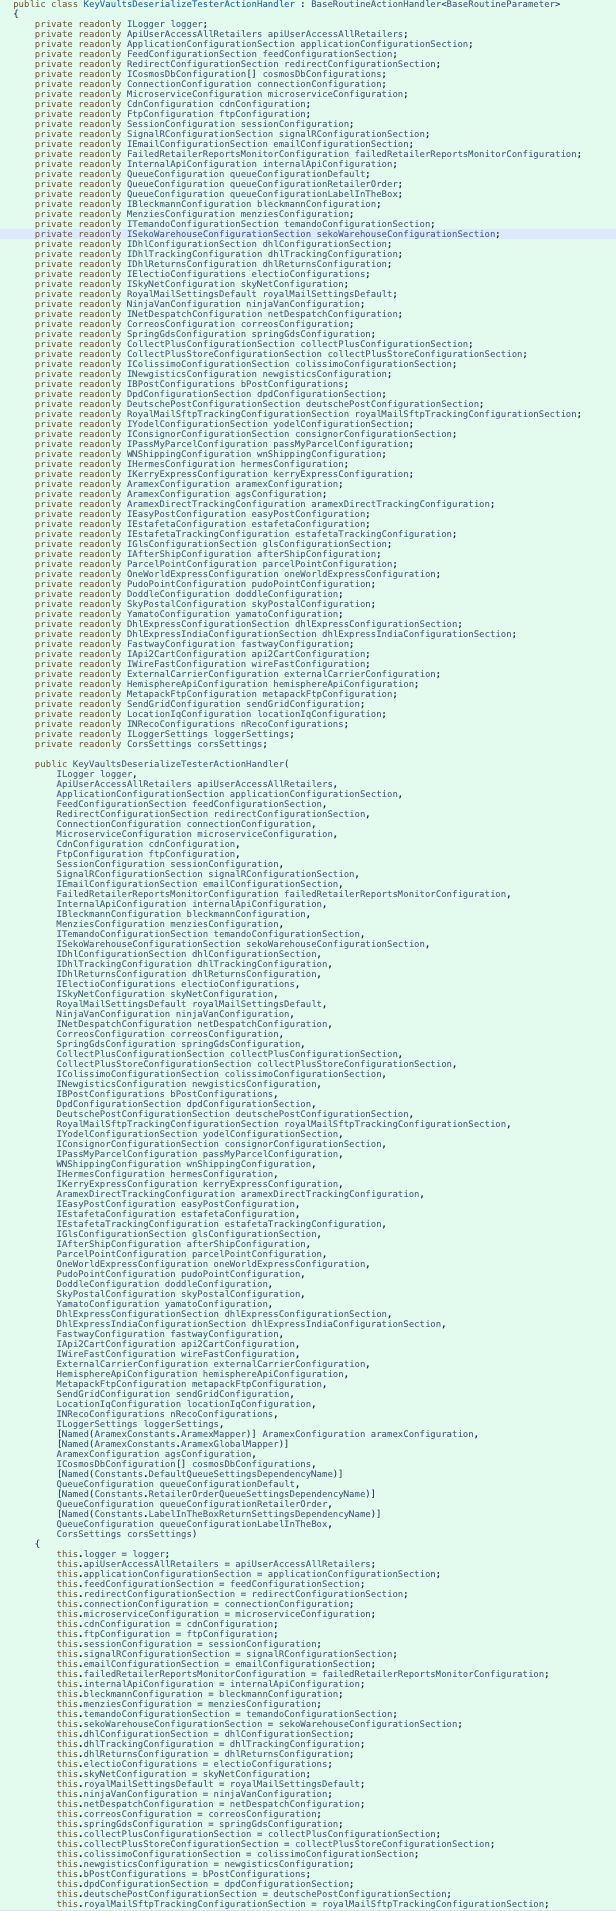 public class KeyVaultsDeserializeTesterActionHandler : BaseRoutineActionHandler<BaseRoutineParameter>
{
private readonly ILogger logger;
private readonly ApiUserAccessAllRetailers apiUserAccessAllRetailers;
private readonly ApplicationConfigurationSection applicationConfigurationSection;
private readonly FeedConfigurationSection feedConfigurationSection;
private readonly RedirectConfigurationSection redirectConfigurationSection;
private readonly ICosmosDbConfiguration[] cosmosDbConfigurations;
private readonly ConnectionConfiguration connectionConfiguration;
private readonly MicroserviceConfiguration microserviceConfiguration;
private readonly CdnConfiguration cdnConfiguration;
private readonly FtpConfiguration ftpConfiguration;
private readonly SessionConfiguration sessionConfiguration;
private readonly SignalRConfigurationSection signalRConfigurationSection;
private readonly IEmailConfigurationSection emailConfigurationSection;
private readonly FailedRetailerReportsMonitorConfiguration failedRetailerReportsMonitorConfiguration;
private readonly InternalApiConfiguration internalApiConfiguration;
private readonly QueueConfiguration queueConfigurationDefault;
private readonly QueueConfiguration queueConfigurationRetailerOrder;
private readonly QueueConfiguration queueConfigurationLabelInTheBox;
private readonly IBleckmannConfiguration bleckmannConfiguration;
private readonly MenziesConfiguration menziesConfiguration;
private readonly ITemandoConfigurationSection temandoConfigurationSection;
private readonly ISekoWarehouseConfigurationSection sekoWarehouseConfigurationSection;
private readonly IDhlConfigurationSection dhlConfigurationSection;
private readonly IDhlTrackingConfiguration dhlTrackingConfiguration;
private readonly IDhlReturnsConfiguration dhlReturnsConfiguration;
private readonly IElectioConfigurations electioConfigurations;
private readonly ISkyNetConfiguration skyNetConfiguration;
private readonly RoyalMailSettingsDefault royalMailSettingsDefault;
private readonly NinjaVanConfiguration ninjaVanConfiguration;
private readonly INetDespatchConfiguration netDespatchConfiguration;
private readonly CorreosConfiguration correosConfiguration;
private readonly SpringGdsConfiguration springGdsConfiguration;
private readonly CollectPlusConfigurationSection collectPlusConfigurationSection;
private readonly CollectPlusStoreConfigurationSection collectPlusStoreConfigurationSection;
private readonly IColissimoConfigurationSection colissimoConfigurationSection;
private readonly INewgisticsConfiguration newgisticsConfiguration;
private readonly IBPostConfigurations bPostConfigurations;
private readonly DpdConfigurationSection dpdConfigurationSection;
private readonly DeutschePostConfigurationSection deutschePostConfigurationSection;
private readonly RoyalMailSftpTrackingConfigurationSection royalMailSftpTrackingConfigurationSection;
private readonly IYodelConfigurationSection yodelConfigurationSection;
private readonly IConsignorConfigurationSection consignorConfigurationSection;
private readonly IPassMyParcelConfiguration passMyParcelConfiguration;
private readonly WNShippingConfiguration wnShippingConfiguration;
private readonly IHermesConfiguration hermesConfiguration;
private readonly IKerryExpressConfiguration kerryExpressConfiguration;
private readonly AramexConfiguration aramexConfiguration;
private readonly AramexConfiguration agsConfiguration;
private readonly AramexDirectTrackingConfiguration aramexDirectTrackingConfiguration;
private readonly IEasyPostConfiguration easyPostConfiguration;
private readonly IEstafetaConfiguration estafetaConfiguration;
private readonly IEstafetaTrackingConfiguration estafetaTrackingConfiguration;
private readonly IGlsConfigurationSection glsConfigurationSection;
private readonly IAfterShipConfiguration afterShipConfiguration;
private readonly ParcelPointConfiguration parcelPointConfiguration;
private readonly OneWorldExpressConfiguration oneWorldExpressConfiguration;
private readonly PudoPointConfiguration pudoPointConfiguration;
private readonly DoddleConfiguration doddleConfiguration;
private readonly SkyPostalConfiguration skyPostalConfiguration;
private readonly YamatoConfiguration yamatoConfiguration;
private readonly DhlExpressConfigurationSection dhlExpressConfigurationSection;
private readonly DhlExpressIndiaConfigurationSection dhlExpressIndiaConfigurationSection;
private readonly FastwayConfiguration fastwayConfiguration;
private readonly IApi2CartConfiguration api2CartConfiguration;
private readonly IWireFastConfiguration wireFastConfiguration;
private readonly ExternalCarrierConfiguration externalCarrierConfiguration;
private readonly HemisphereApiConfiguration hemisphereApiConfiguration;
private readonly MetapackFtpConfiguration metapackFtpConfiguration;
private readonly SendGridConfiguration sendGridConfiguration;
private readonly LocationIqConfiguration locationIqConfiguration;
private readonly INRecoConfigurations nRecoConfigurations;
private readonly ILoggerSettings loggerSettings;
private readonly CorsSettings corsSettings;
public KeyVaultsDeserializeTesterActionHandler(
ILogger logger,
ApiUserAccessAllRetailers apiUserAccessAllRetailers,
ApplicationConfigurationSection applicationConfigurationSection,
FeedConfigurationSection feedConfigurationSection,
RedirectConfigurationSection redirectConfigurationSection,
ConnectionConfiguration connectionConfiguration,
MicroserviceConfiguration microserviceConfiguration,
CdnConfiguration cdnConfiguration,
FtpConfiguration ftpConfiguration,
SessionConfiguration sessionConfiguration,
SignalRConfigurationSection signalRConfigurationSection,
IEmailConfigurationSection emailConfigurationSection,
FailedRetailerReportsMonitorConfiguration failedRetailerReportsMonitorConfiguration,
InternalApiConfiguration internalApiConfiguration,
IBleckmannConfiguration bleckmannConfiguration,
MenziesConfiguration menziesConfiguration,
ITemandoConfigurationSection temandoConfigurationSection,
ISekoWarehouseConfigurationSection sekoWarehouseConfigurationSection,
IDhlConfigurationSection dhlConfigurationSection,
IDhlTrackingConfiguration dhlTrackingConfiguration,
IDhlReturnsConfiguration dhlReturnsConfiguration,
IElectioConfigurations electioConfigurations,
ISkyNetConfiguration skyNetConfiguration,
RoyalMailSettingsDefault royalMailSettingsDefault,
NinjaVanConfiguration ninjaVanConfiguration,
INetDespatchConfiguration netDespatchConfiguration,
CorreosConfiguration correosConfiguration,
SpringGdsConfiguration springGdsConfiguration,
CollectPlusConfigurationSection collectPlusConfigurationSection,
CollectPlusStoreConfigurationSection collectPlusStoreConfigurationSection,
IColissimoConfigurationSection colissimoConfigurationSection,
INewgisticsConfiguration newgisticsConfiguration,
IBPostConfigurations bPostConfigurations,
DpdConfigurationSection dpdConfigurationSection,
DeutschePostConfigurationSection deutschePostConfigurationSection,
RoyalMailSftpTrackingConfigurationSection royalMailSftpTrackingConfigurationSection,
IYodelConfigurationSection yodelConfigurationSection,
IConsignorConfigurationSection consignorConfigurationSection,
IPassMyParcelConfiguration passMyParcelConfiguration,
WNShippingConfiguration wnShippingConfiguration,
IHermesConfiguration hermesConfiguration,
IKerryExpressConfiguration kerryExpressConfiguration,
AramexDirectTrackingConfiguration aramexDirectTrackingConfiguration,
IEasyPostConfiguration easyPostConfiguration,
IEstafetaConfiguration estafetaConfiguration,
IEstafetaTrackingConfiguration estafetaTrackingConfiguration,
IGlsConfigurationSection glsConfigurationSection,
IAfterShipConfiguration afterShipConfiguration,
ParcelPointConfiguration parcelPointConfiguration,
OneWorldExpressConfiguration oneWorldExpressConfiguration,
PudoPointConfiguration pudoPointConfiguration,
DoddleConfiguration doddleConfiguration,
SkyPostalConfiguration skyPostalConfiguration,
YamatoConfiguration yamatoConfiguration,
DhlExpressConfigurationSection dhlExpressConfigurationSection,
DhlExpressIndiaConfigurationSection dhlExpressIndiaConfigurationSection,
FastwayConfiguration fastwayConfiguration,
IApi2CartConfiguration api2CartConfiguration,
IWireFastConfiguration wireFastConfiguration,
ExternalCarrierConfiguration externalCarrierConfiguration,
HemisphereApiConfiguration hemisphereApiConfiguration,
MetapackFtpConfiguration metapackFtpConfiguration,
SendGridConfiguration sendGridConfiguration,
LocationIqConfiguration locationIqConfiguration,
INRecoConfigurations nRecoConfigurations,
ILoggerSettings loggerSettings,
[Named(AramexConstants.AramexMapper)] AramexConfiguration aramexConfiguration,
[Named(AramexConstants.AramexGlobalMapper)]
AramexConfiguration agsConfiguration,
ICosmosDbConfiguration[] cosmosDbConfigurations,
[Named(Constants.DefaultQueueSettingsDependencyName)]
QueueConfiguration queueConfigurationDefault,
[Named(Constants.RetailerOrderQueueSettingsDependencyName)]
QueueConfiguration queueConfigurationRetailerOrder,
[Named(Constants.LabelInTheBoxReturnSettingsDependencyName)]
QueueConfiguration queueConfigurationLabelInTheBox,
CorsSettings corsSettings)
{
this.logger = logger;
this.apiUserAccessAllRetailers = apiUserAccessAllRetailers;
this.applicationConfigurationSection = applicationConfigurationSection;
this.feedConfigurationSection = feedConfigurationSection;
this.redirectConfigurationSection = redirectConfigurationSection;
this.connectionConfiguration = connectionConfiguration;
this.microserviceConfiguration = microserviceConfiguration;
this.cdnConfiguration = cdnConfiguration;
this.ftpConfiguration = ftpConfiguration;
this.sessionConfiguration = sessionConfiguration;
this.signalRConfigurationSection = signalRConfigurationSection;
this.emailConfigurationSection = emailConfigurationSection;
this.failedRetailerReportsMonitorConfiguration = failedRetailerReportsMonitorConfiguration;
this.internalApiConfiguration = internalApiConfiguration;
this.bleckmannConfiguration = bleckmannConfiguration;
this.menziesConfiguration = menziesConfiguration;
this.temandoConfigurationSection = temandoConfigurationSection;
this.sekoWarehouseConfigurationSection = sekoWarehouseConfigurationSection;
this.dhlConfigurationSection = dhlConfigurationSection;
this.dhlTrackingConfiguration = dhlTrackingConfiguration;
this.dhlReturnsConfiguration = dhlReturnsConfiguration;
this.electioConfigurations = electioConfigurations;
this.skyNetConfiguration = skyNetConfiguration;
this.royalMailSettingsDefault = royalMailSettingsDefault;
this.ninjaVanConfiguration = ninjaVanConfiguration;
this.netDespatchConfiguration = netDespatchConfiguration;
this.correosConfiguration = correosConfiguration;
this.springGdsConfiguration = springGdsConfiguration;
this.collectPlusConfigurationSection = collectPlusConfigurationSection;
this.collectPlusStoreConfigurationSection = collectPlusStoreConfigurationSection;
this.colissimoConfigurationSection = colissimoConfigurationSection;
this.newgisticsConfiguration = newgisticsConfiguration;
this.bPostConfigurations = bPostConfigurations;
this.dpdConfigurationSection = dpdConfigurationSection;
this.deutschePostConfigurationSection = deutschePostConfigurationSection;
this.royalMailSftpTrackingConfigurationSection = royalMailSftpTrackingConfigurationSection;